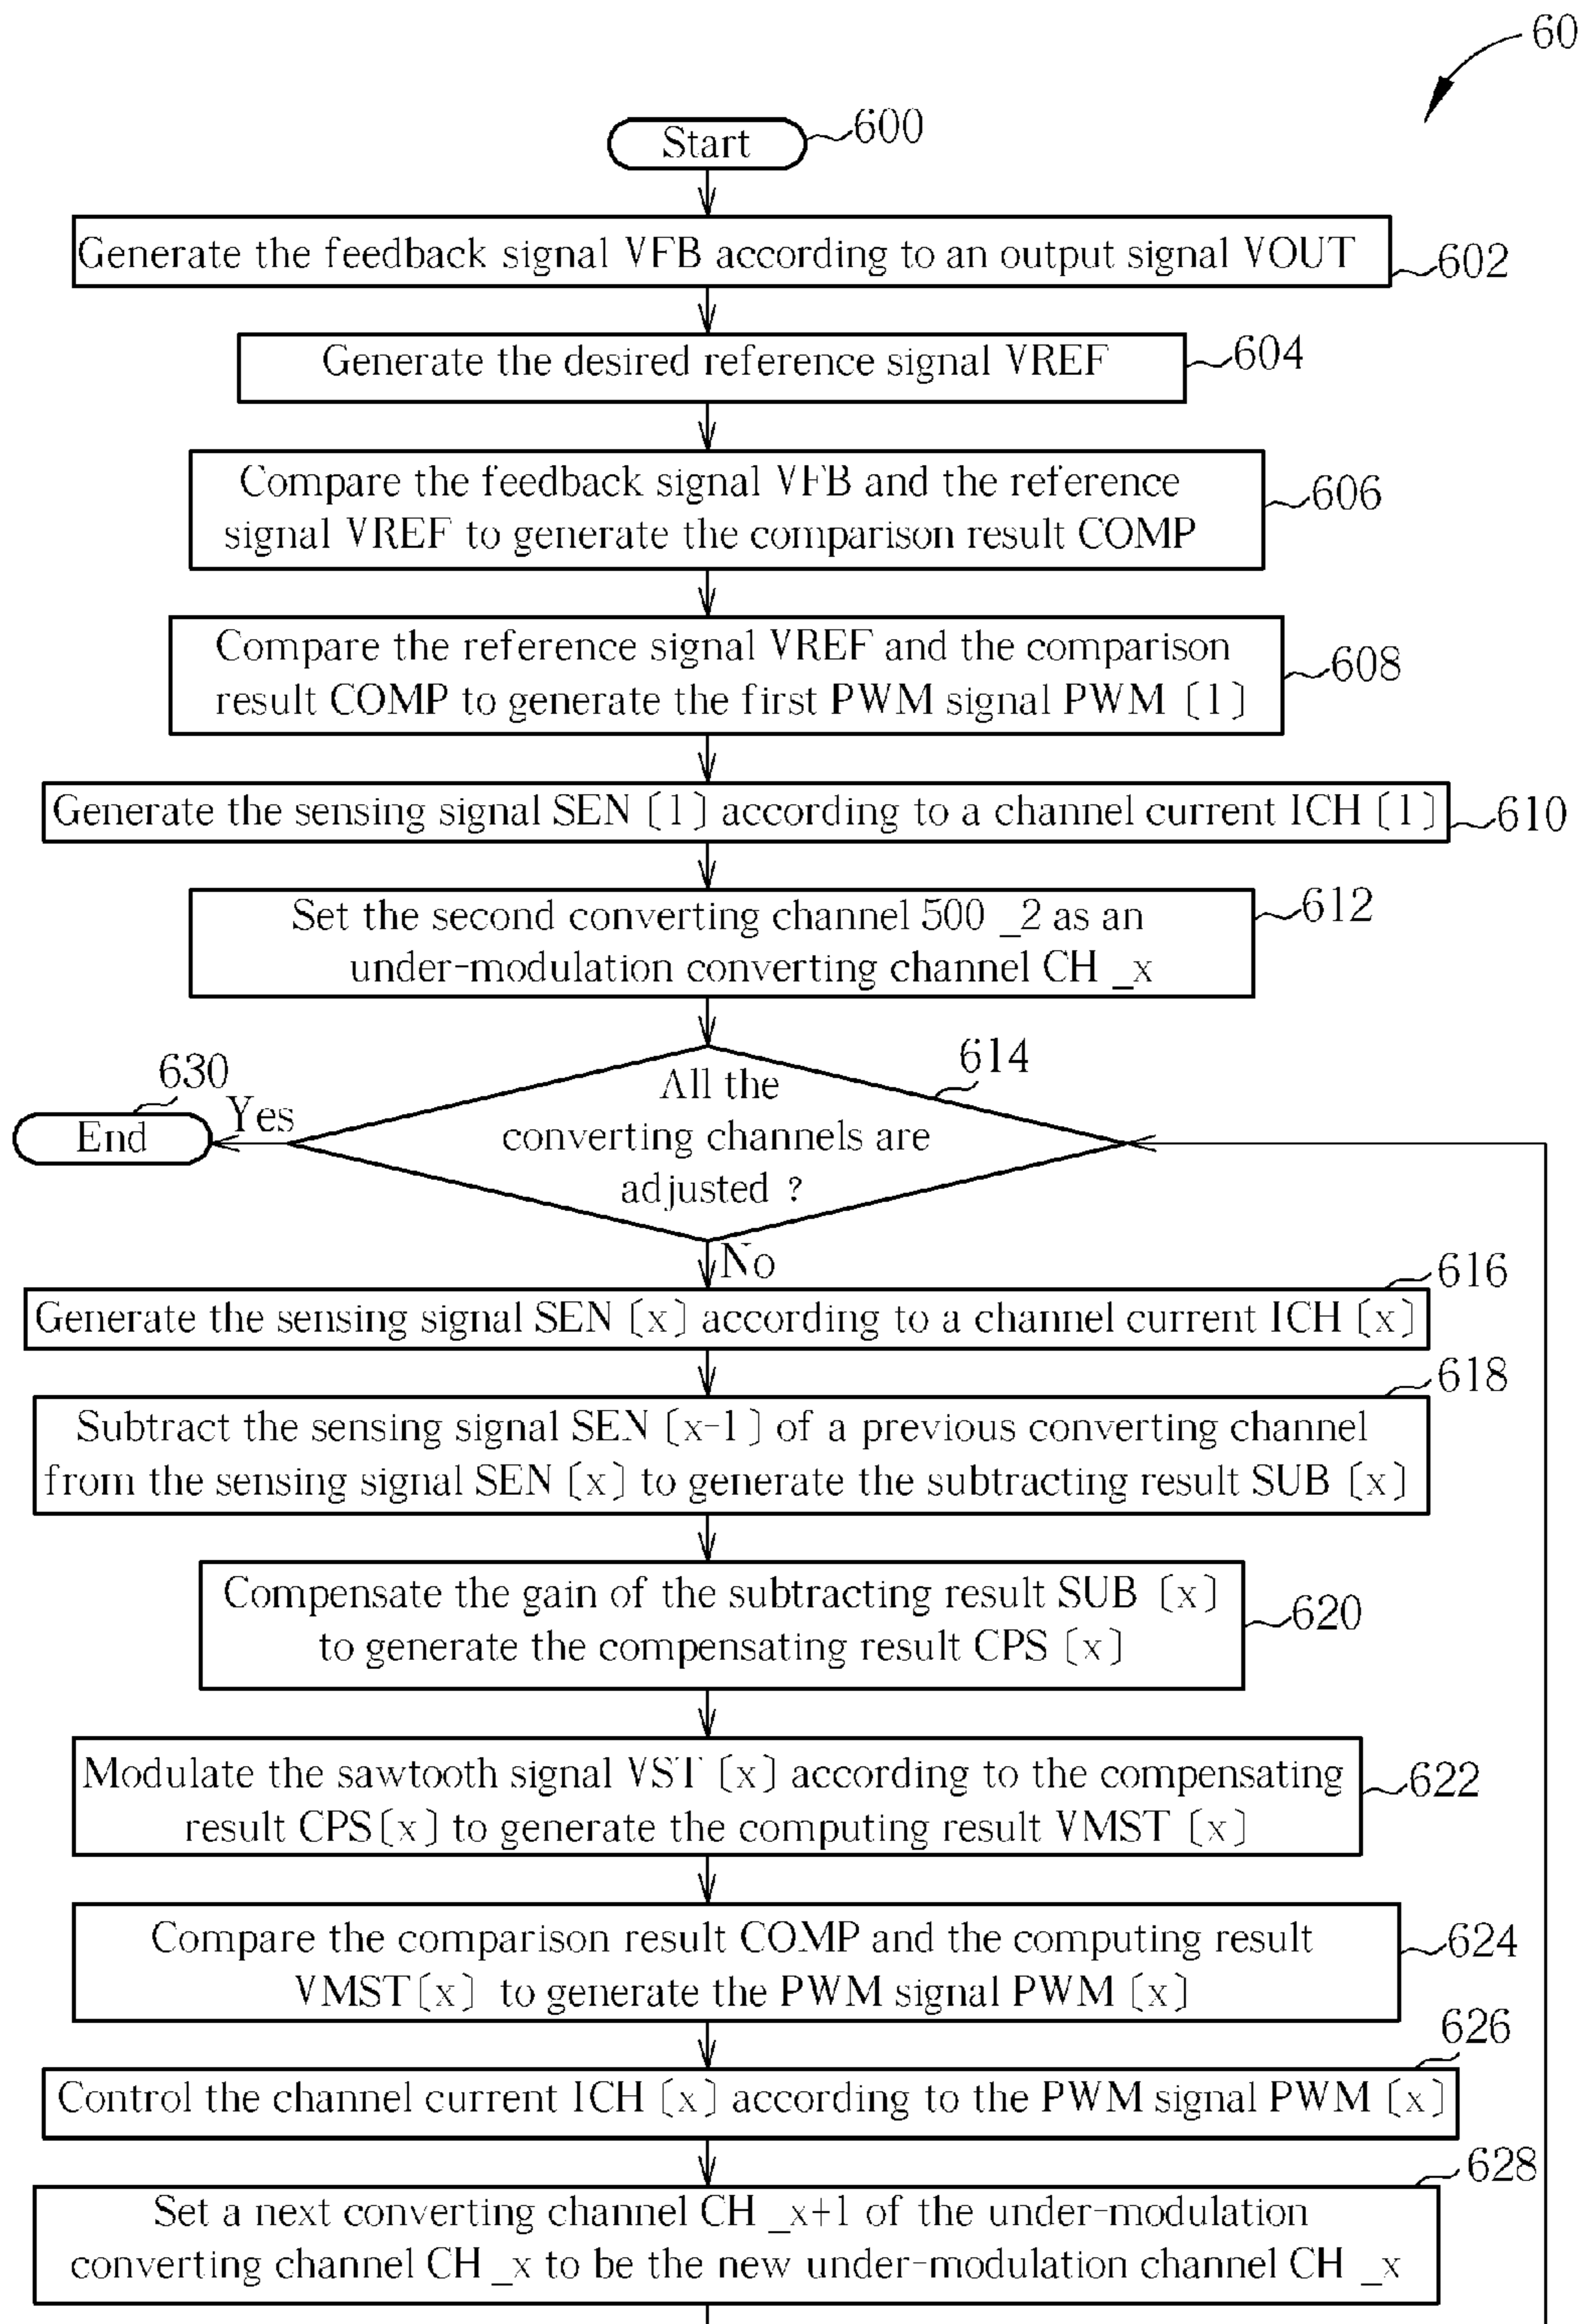 60
Start
600
Generate the feedback signal VFB according to an output signal VOUT
602
Generate the desired reference signal VREF
604
Compare the feedback signal VFB and the reference
signal VREF to generate the comparison result COMP
606
Compare the reference signal VREF and the comparison
result COMP to generate the first PWM signal PWM [1]
608
Generate the sensing signal SEN [1] according to a channel current ICH [1]
610
Set the second converting channel 500 _2 as an
under-modulation converting channel CH _x
612
All the
converting channels are
adjusted ?
614
Yes
630
End
No
616
Generate the sensing signal SEN [x] according to a channel current ICH [x]
618
Subtract the sensing signal SEN [x-1] of a previous converting channel
from the sensing signal SEN [x] to generate the subtracting result SUB [x]
Compensate the gain of the subtracting result SUB [x]
to generate the compensating result CPS [x]
620
Modulate the sawtooth signal VST [x] according to the compensating
result CPS[x] to generate the computing result VMST [x]
622
Compare the comparison result COMP and the computing result
VMST[x] to generate the PWM signal PWM [x]
624
626
Control the channel current ICH [x] according to the PWM signal PWM [x]
628
Set a next converting channel CH _x+1 of the under-modulation
converting channel CH _x to be the new under-modulation channel CH _x